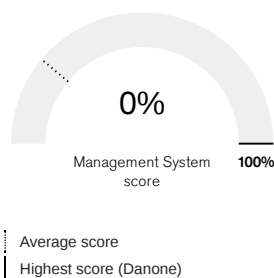 0%
Management System
score
100%
Average score
Highest score (Danone)